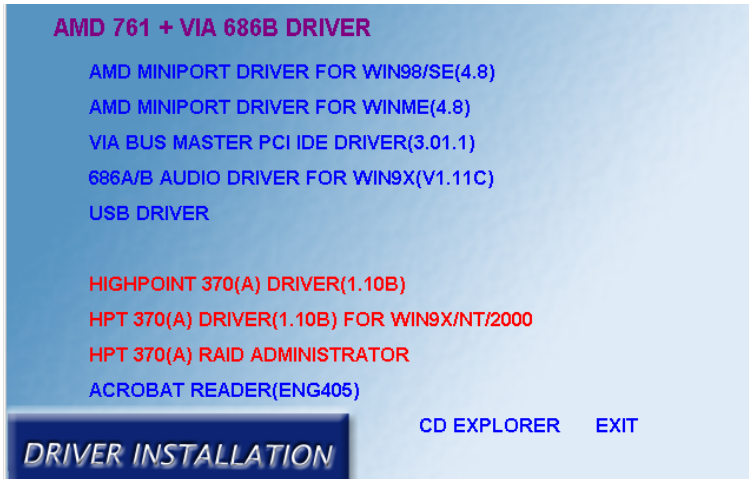 AMD 761 + VIA 686B DRIVER
AMD MINIPORT DRIVER FOR WIN98/SE(4.8)
AMD MINIPORT DRIVER FOR WINME(4.8)
VIA BUS MASTER PCI IDE DRIVER(3.01.1)
686A/B AUDIO DRIVER FOR WIN9X(V1.11C)
USB DRIVER
HIGHPOINT 370(A) DRIVER(1.10B)
HPT 370(A) DRIVER(1.10B) FOR WIN9X/NT/2000
HPT 370(A) RAID ADMINISTRATOR
ACROBAT READER(ENG405)
CD EXPLORER EXIT
DRIVER INSTALLATION